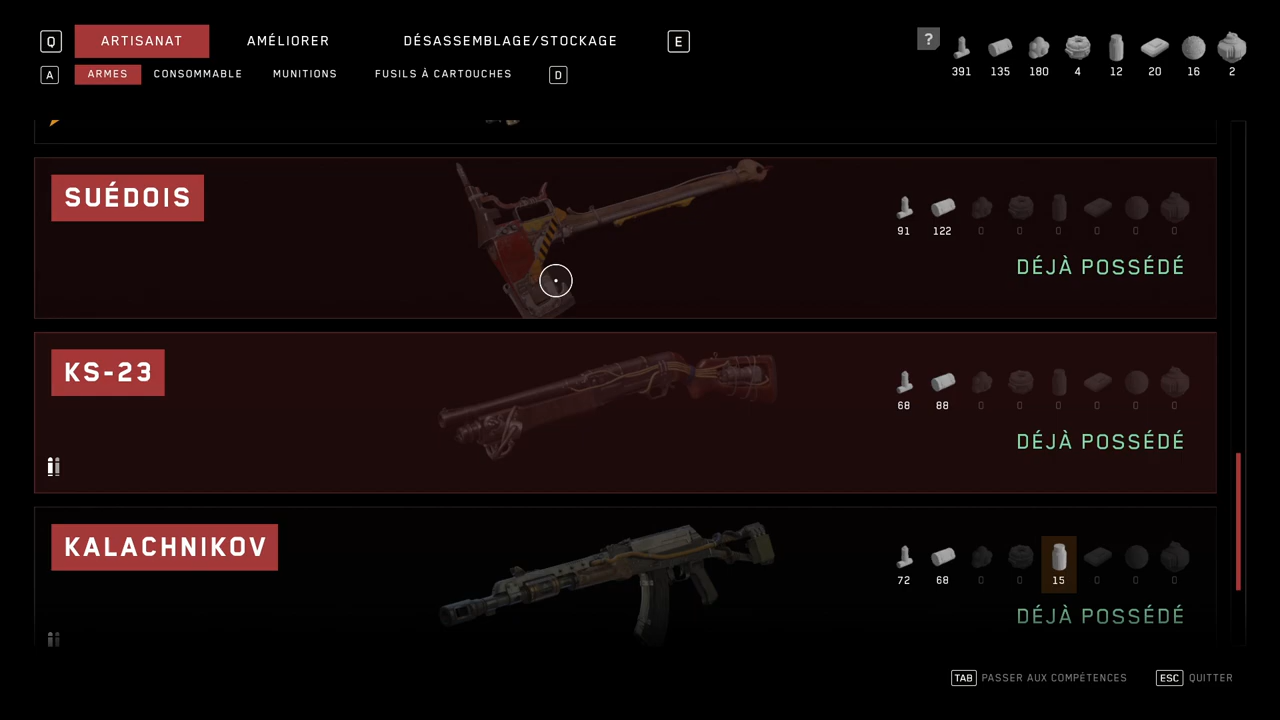 Q ARTISANAT AMÉLIORER DÉSASSEMBLAGE/STOCKAGE E ?
A ARMES CONSOMMABLE MUNITIONS FUSILS À CARTOUCHES D
391 135 180 4 12 20 16 2
SUÉDOIS
91 122 0 0 0 0 0 0
DÉJÀ POSSÉDÉ
KS-23
68 88 0 0 0 0 0 0
DÉJÀ POSSÉDÉ
KALACHNIKOV
72 68 0 0 15 0 0 0
DÉJÀ POSSÉDÉ
TAB PASSER AUX COMPÉTENCES ESC QUITTER